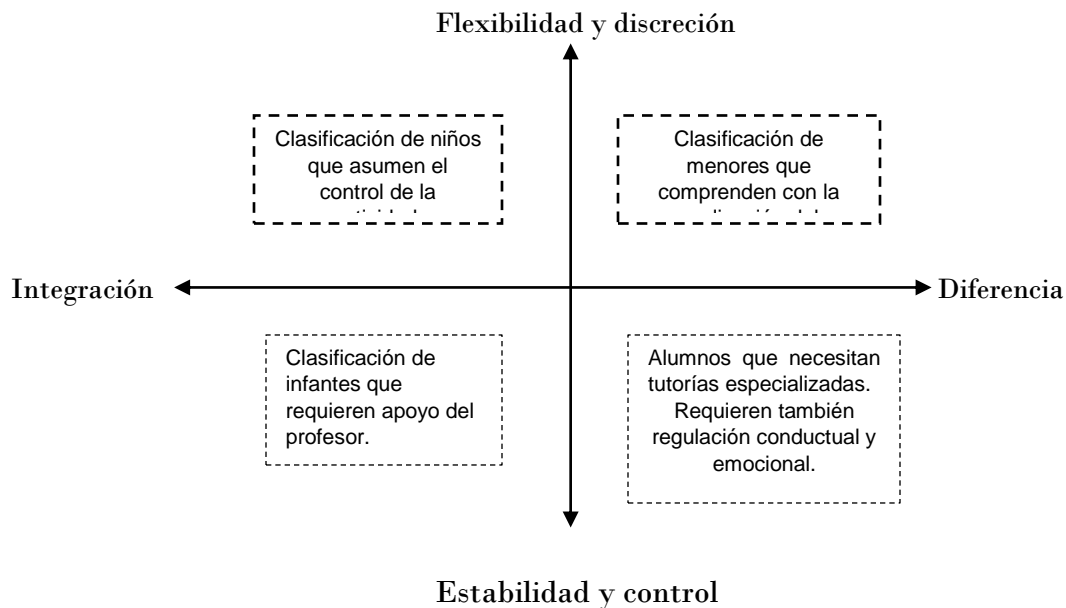 Flexibilidad y discreción
Clasificación de niños
que asumen el
control de la
Clasificación de
menores que
comprenden con la
Integración
Diferencia
Clasificación de
infantes que
requieren apoyo del
profesor.
Alumnos que necesitan
tutorías especializadas.
Requieren también
regulación conductual y
emocional.
Estabilidad y control